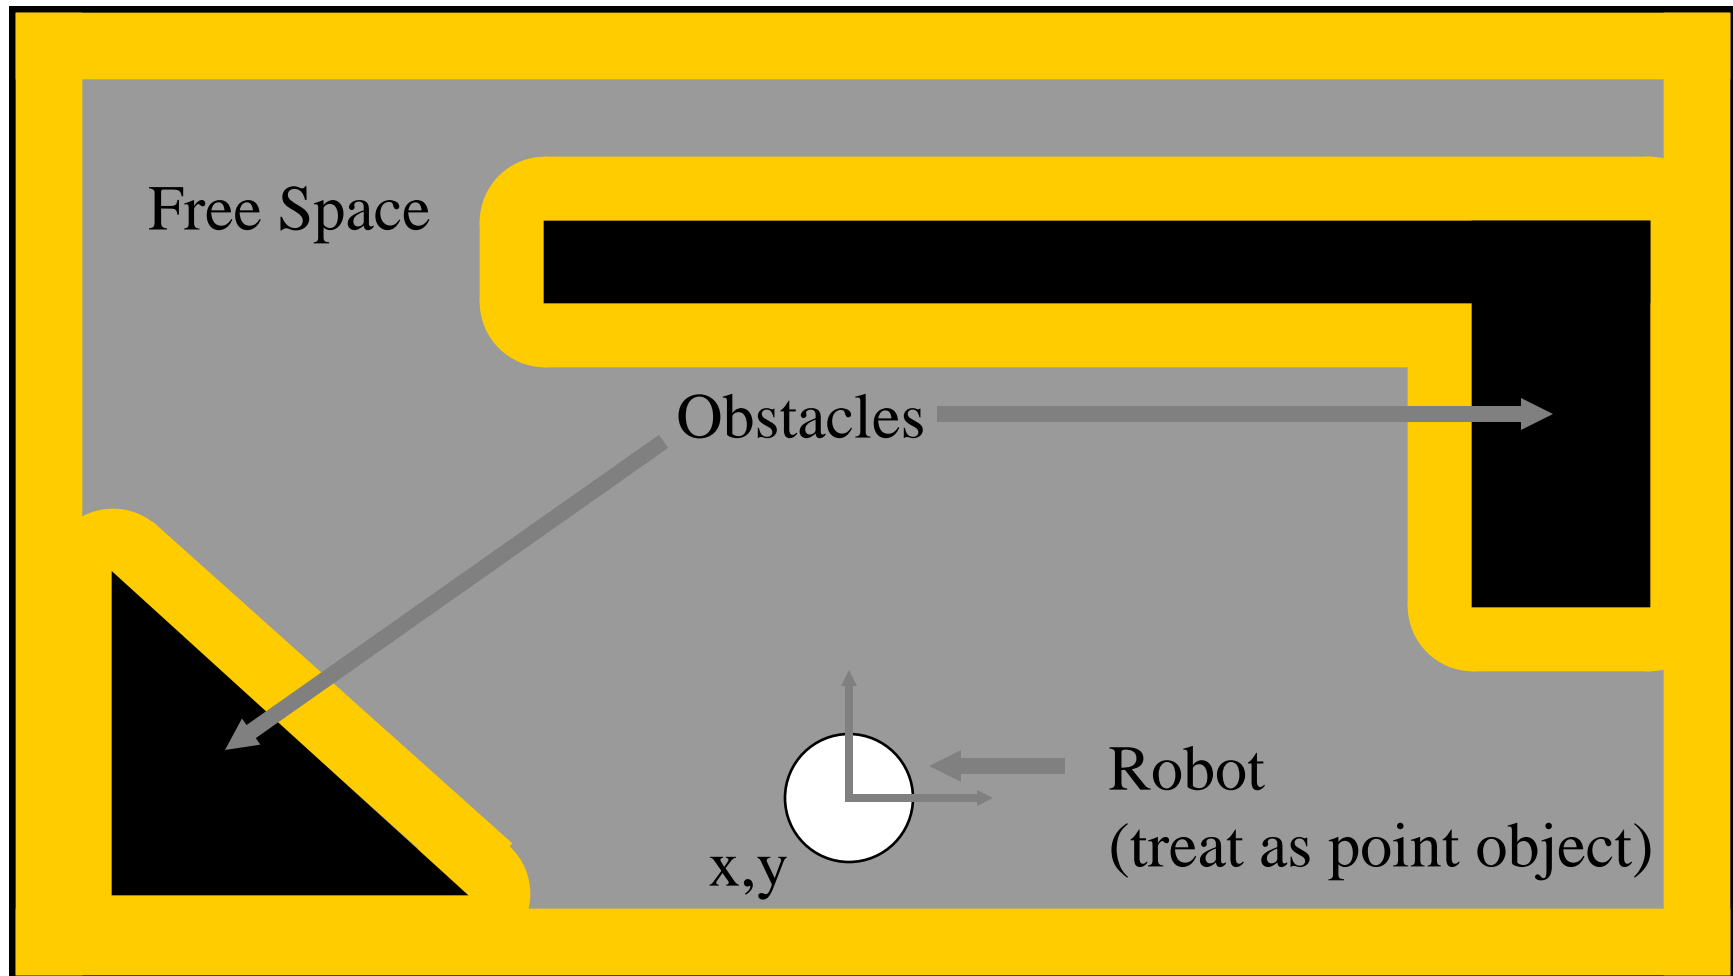 Free Space
Obstacles
Robot
(treat as point object)
x,y